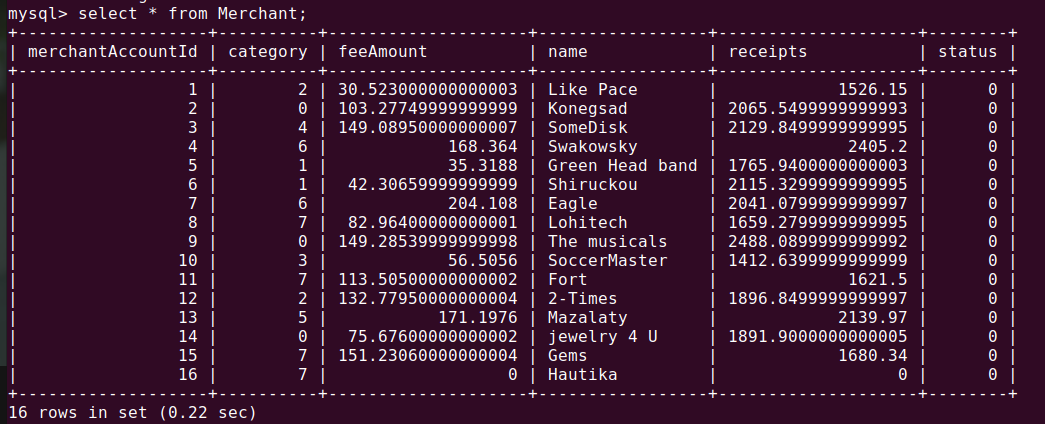 mysql> select * from Merchant;
+-------------------+----------+--------------------+-----------------+--------------------+--------+
| merchantAccountId | category | feeAmount          | name            | receipts           | status |
+-------------------+----------+--------------------+-----------------+--------------------+--------+
|                 1 |        2 | 30.523000000000003 | Like Pace       |            1526.15 |      0 |
|                 2 |        0 | 103.27749999999999 | Konegsad        | 2065.5499999999993 |      0 |
|                 3 |        4 | 149.08950000000007 | SomeDisk        | 2129.8499999999995 |      0 |
|                 4 |        6 |            168.364 | Swakowsky       |             2405.2 |      0 |
|                 5 |        1 |            35.3188 | Green Head band | 1765.9400000000003 |      0 |
|                 6 |        1 |  42.30659999999999 | Shiruckou       | 2115.3299999999995 |      0 |
|                 7 |        6 |            204.108 | Eagle           | 2041.0799999999997 |      0 |
|                 8 |        7 |  82.96400000000001 | Lohitech        | 1659.2799999999995 |      0 |
|                 9 |        0 | 149.28539999999998 | The musicals    | 2488.0899999999992 |      0 |
|                10 |        3 |            56.5056 | SoccerMaster    | 1412.6399999999999 |      0 |
|                11 |        7 | 113.50500000000002 | Fort            |             1621.5 |      0 |
|                12 |        2 | 132.77950000000004 | 2-Times         | 1896.8499999999997 |      0 |
|                13 |        5 |           171.1976 | Mazalaty        |            2139.97 |      0 |
|                14 |        0 |  75.67600000000002 | jewelry 4 U     | 1891.9000000000005 |      0 |
|                15 |        7 | 151.23060000000004 | Gems            |            1680.34 |      0 |
|                16 |        7 |                  0 | Hautika         |                  0 |      0 |
+-------------------+----------+--------------------+-----------------+--------------------+--------+
16 rows in set (0.22 sec)